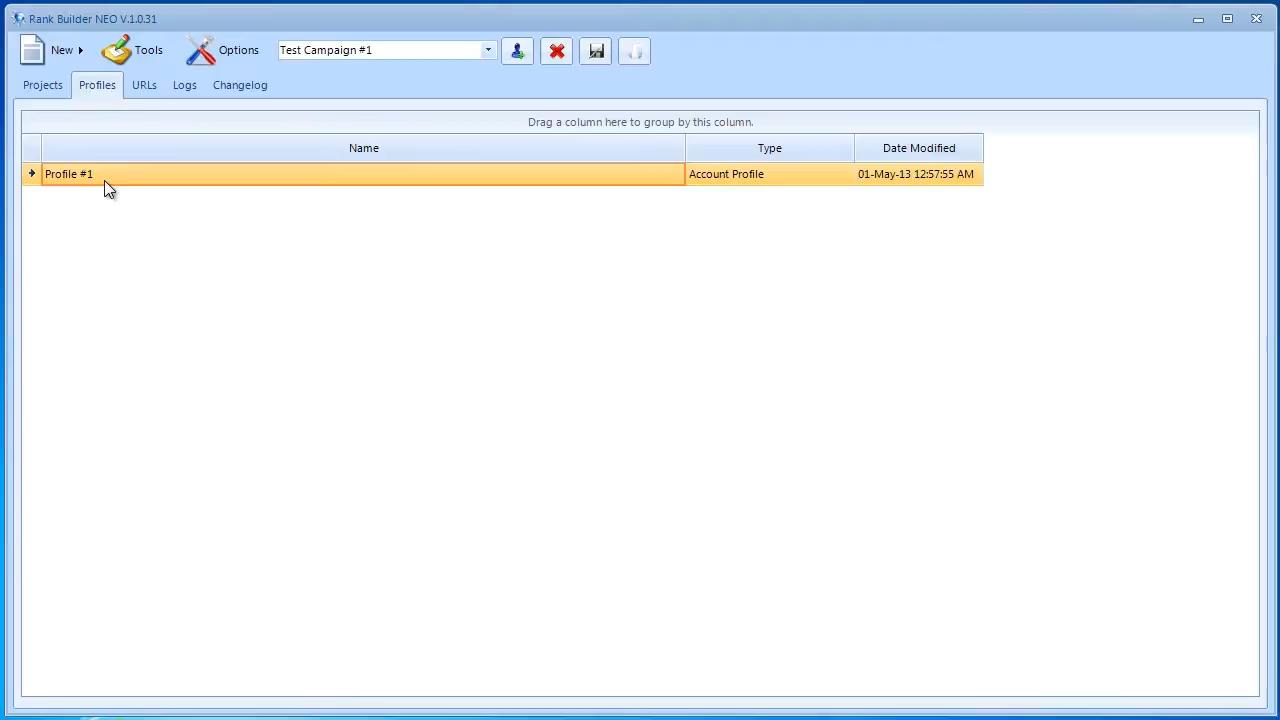 Rank Builder NEO V.1.0.31
New Tools Options Test Campaign #1
Projects Profiles URLs Logs Changelog
Drag a column here to group by this column.
Name Type Date Modified
Profile #1 Account Profile 01-May-13 12:57:55 AM